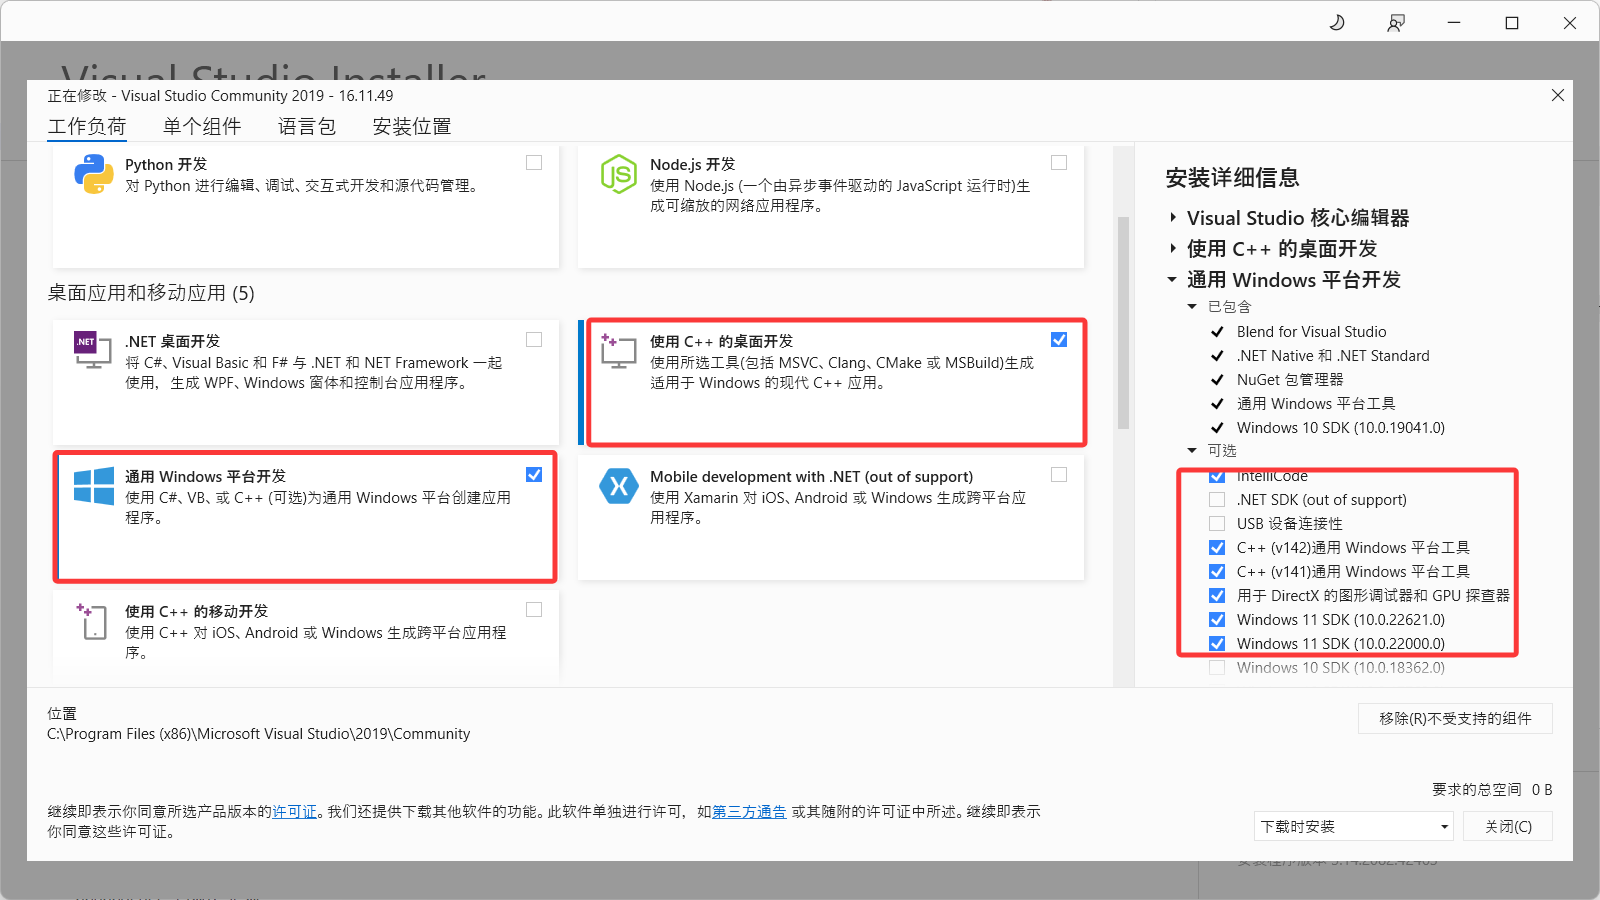 Visual Studio Installer
正在修改 - Visual Studio Community 2019 - 16.11.49
工作负荷 单个组件 语言包 安装位置
Python 开发
对 Python 进行编辑、调试、交互式开发和源代码管理。
Node.js 开发
使用 Node.js (一个由异步事件驱动的 JavaScript 运行时)生
成可缩放的网络应用程序。
桌面应用和移动应用 (5)
.NET
.NET 桌面开发
将 C#、Visual Basic 和 F# 与 .NET 和 NET Framework 一起
使用，生成 WPF、Windows 窗体和控制台应用程序。
使用 C++ 的桌面开发
使用所选工具(包括 MSVC、Clang、CMake 或 MSBuild)生成
适用于 Windows 的现代 C++ 应用。
通用 Windows 平台开发
使用 C#、VB、或 C++ (可选)为通用 Windows 平台创建应用
程序。
Mobile development with .NET (out of support)
使用 Xamarin 对 iOS、Android 或 Windows 生成跨平台应
用程序。
使用 C++ 的移动开发
使用 C++ 对 iOS、Android 或 Windows 生成跨平台应用程
序。
安装详细信息
Visual Studio 核心编辑器
使用 C++ 的桌面开发
通用 Windows 平台开发
已包含
Blend for Visual Studio
.NET Native 和 .NET Standard
NuGet 包管理器
通用 Windows 平台工具
Windows 10 SDK (10.0.19041.0)
可选
IntelliCode
.NET SDK (out of support)
USB 设备连接性
C++ (v142)通用 Windows 平台工具
C++ (v141)通用 Windows 平台工具
用于 DirectX 的图形调试器和 GPU 探查器
Windows 11 SDK (10.0.22621.0)
Windows 11 SDK (10.0.22000.0)
Windows 10 SDK (10.0.18362.0)
位置
C:\Program Files (x86)\Microsoft Visual Studio\2019\Community
移除(R)不受支持的组件
要求的总空间 0 B
继续即表示你同意所选产品版本的许可证。我们还提供下载其他软件的功能。此软件单独进行许可，如第三方通告 或其随附的许可证中所述。继续即表示
你同意这些许可证。
下载时安装
关闭(C)